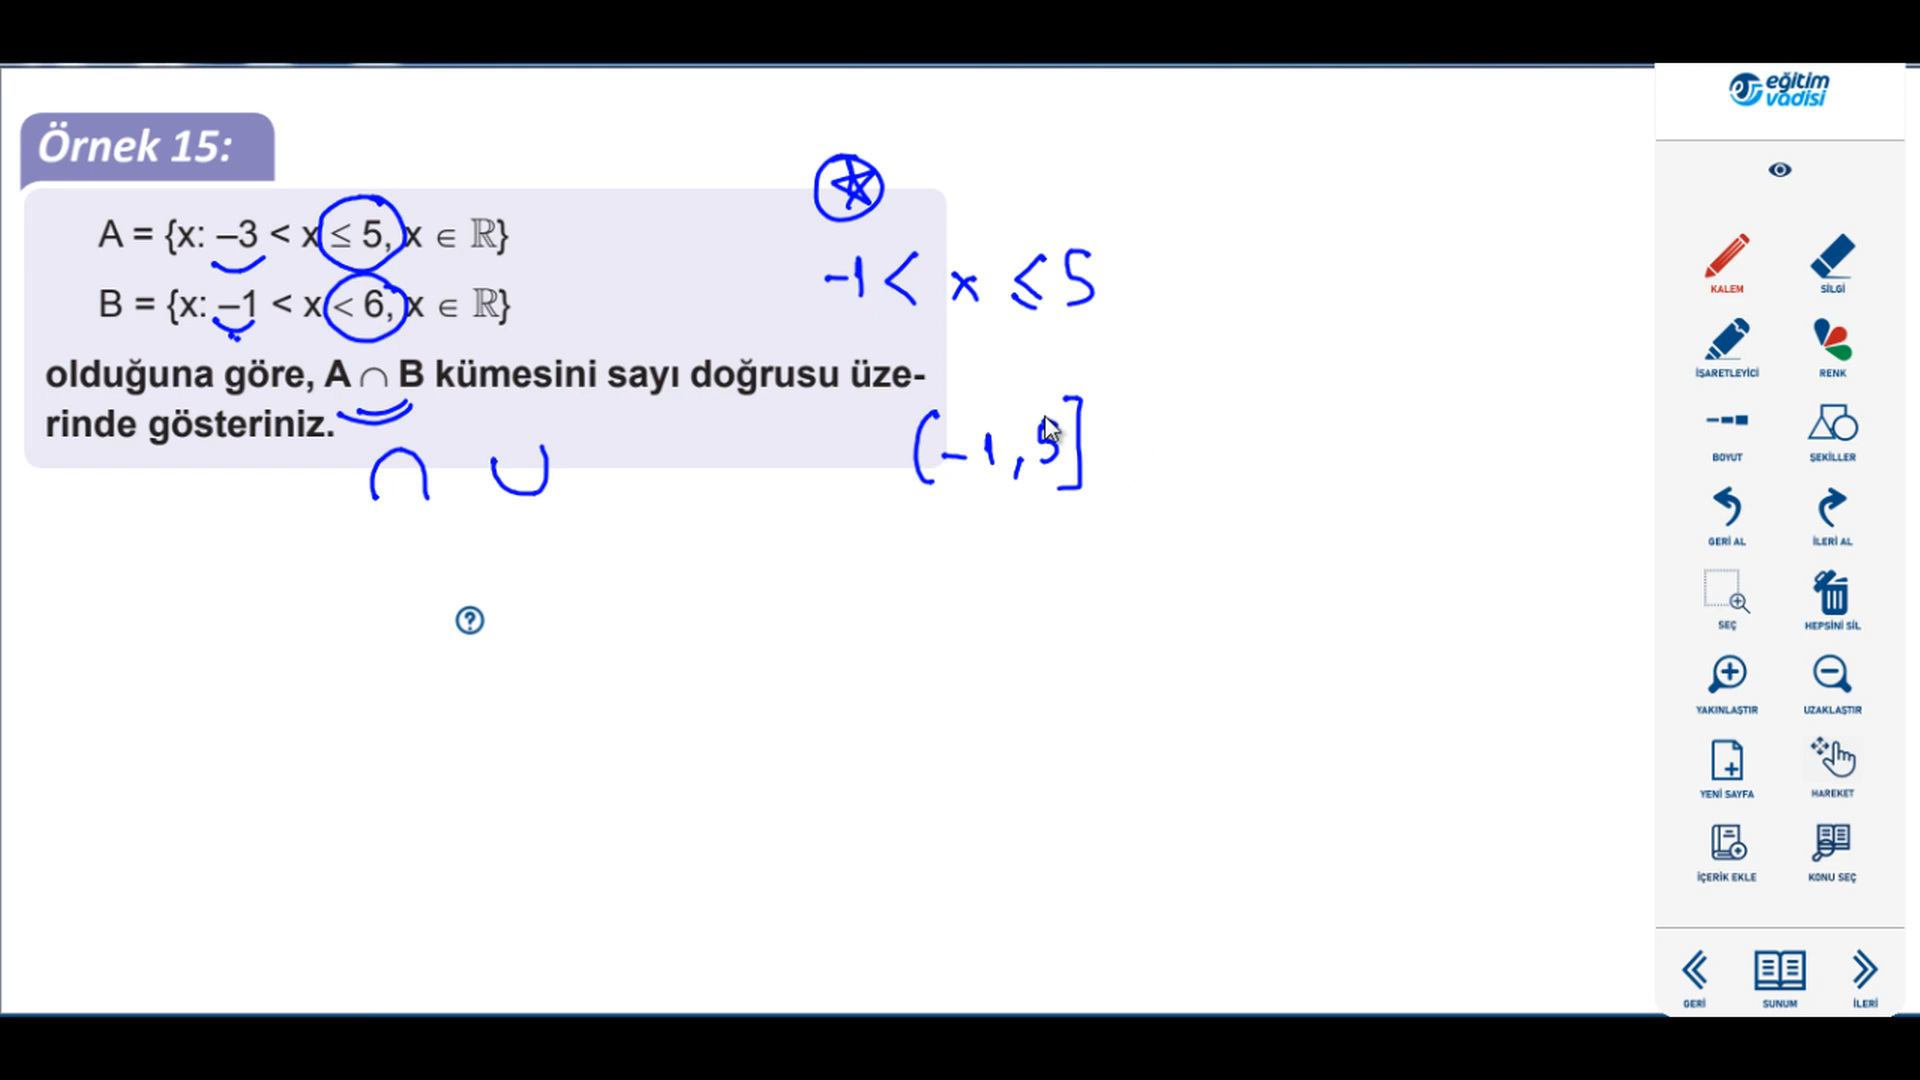 Örnek 15:
A = {x: –3 < x ≤ 5, x ∈ ℝ}
B = {x: –1 < x < 6, x ∈ ℝ}
olduğuna göre, A ∩ B kümesini sayı doğrusu üze-
rinde gösteriniz.
∩ ∪
-1 < x ≤ 5
(-1, 5]
eğitim
vadisi
KALEM
SİLGİ
İŞARETLEYİCİ
RENK
BOYUT
ŞEKİLLER
GERİ AL
İLERİ AL
SEÇ
HEPSİNİ SİL
YAKINLAŞTIR
UZAKLAŞTIR
YENİ SAYFA
HAREKET
İÇERİK EKLE
KONU SEÇ
GERİ
SUNUM
İLERİ